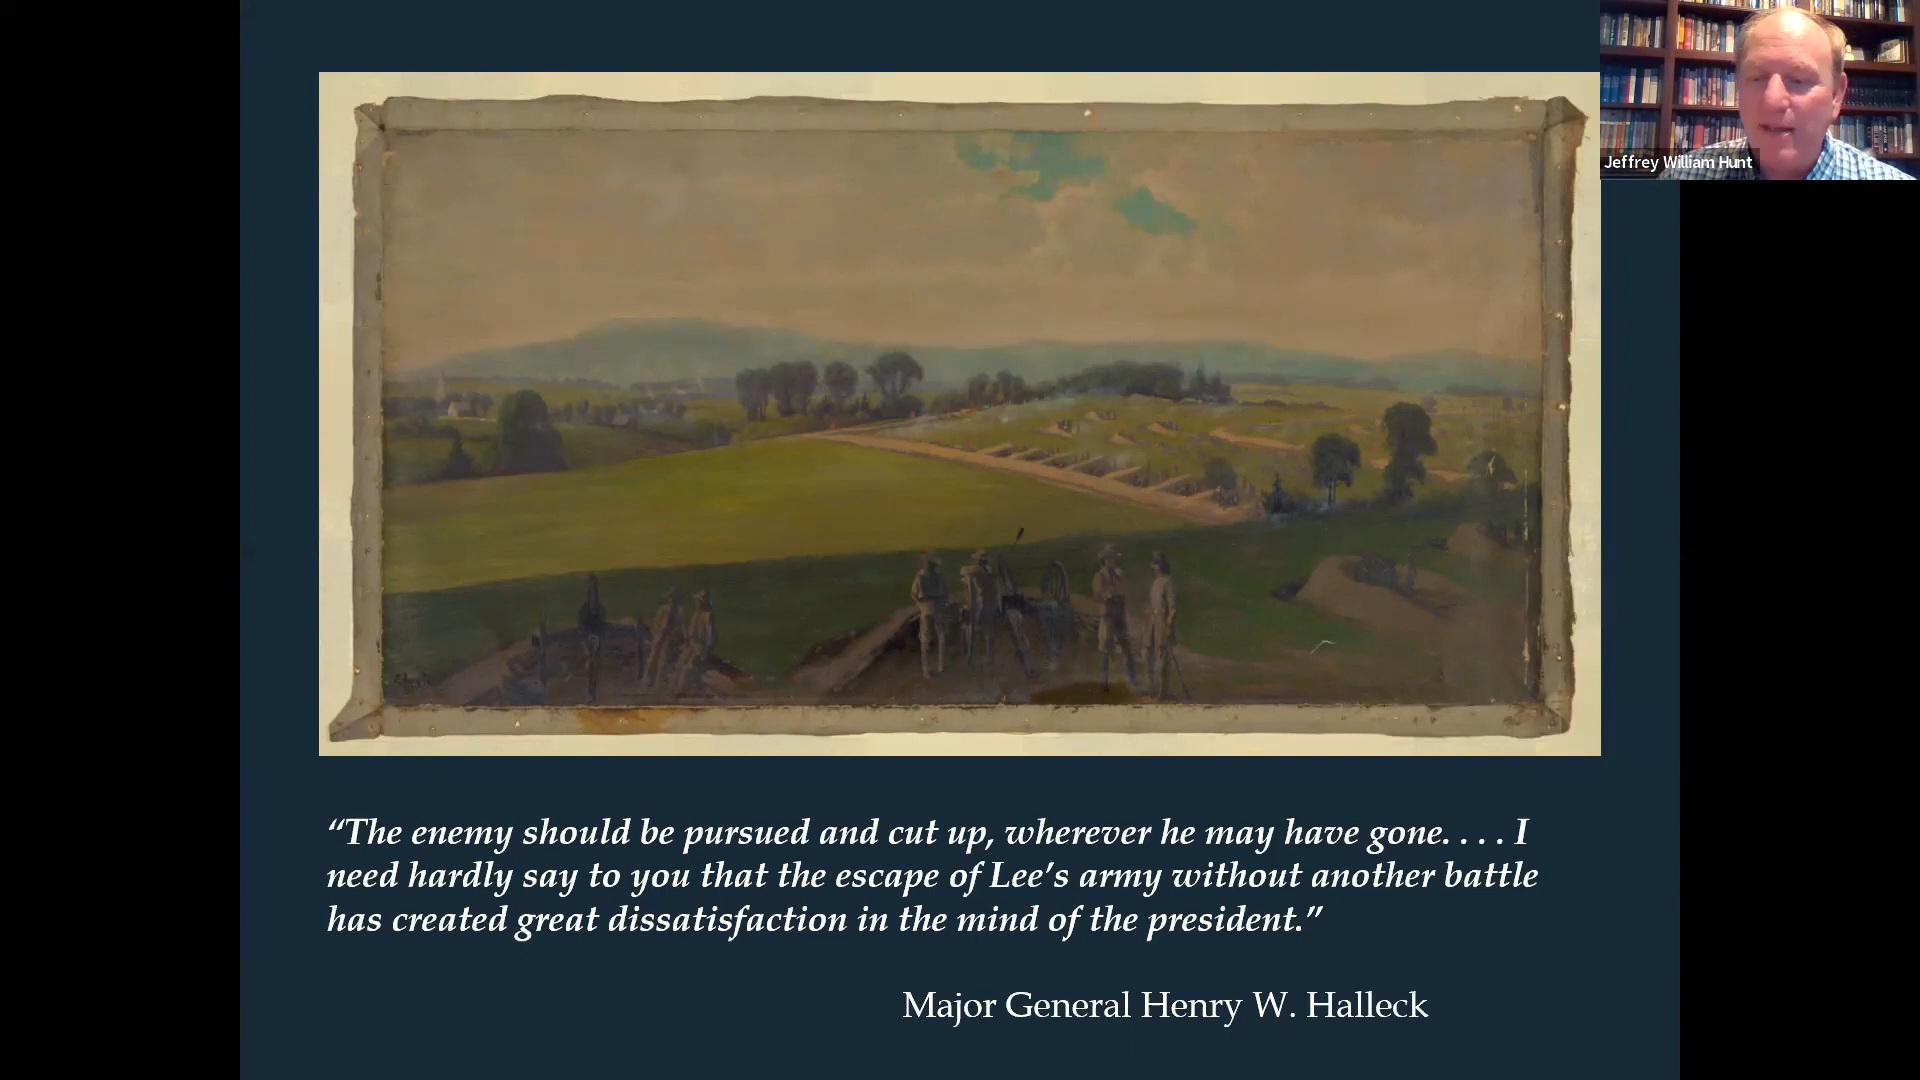 Jeffrey William Hunt
“The enemy should be pursued and cut up, wherever he may have gone. . . . I
need hardly say to you that the escape of Lee’s army without another battle
has created great dissatisfaction in the mind of the president.”
Major General Henry W. Halleck